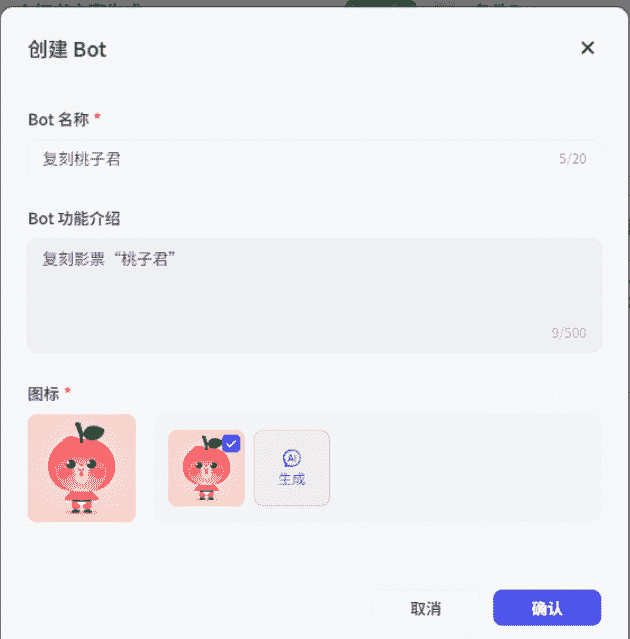 创建 Bot
Bot 名称 *
复刻桃子君
5/20
Bot 功能介绍
复刻影票“桃子君”
9/500
图标 *
AI
生成
取消
确认